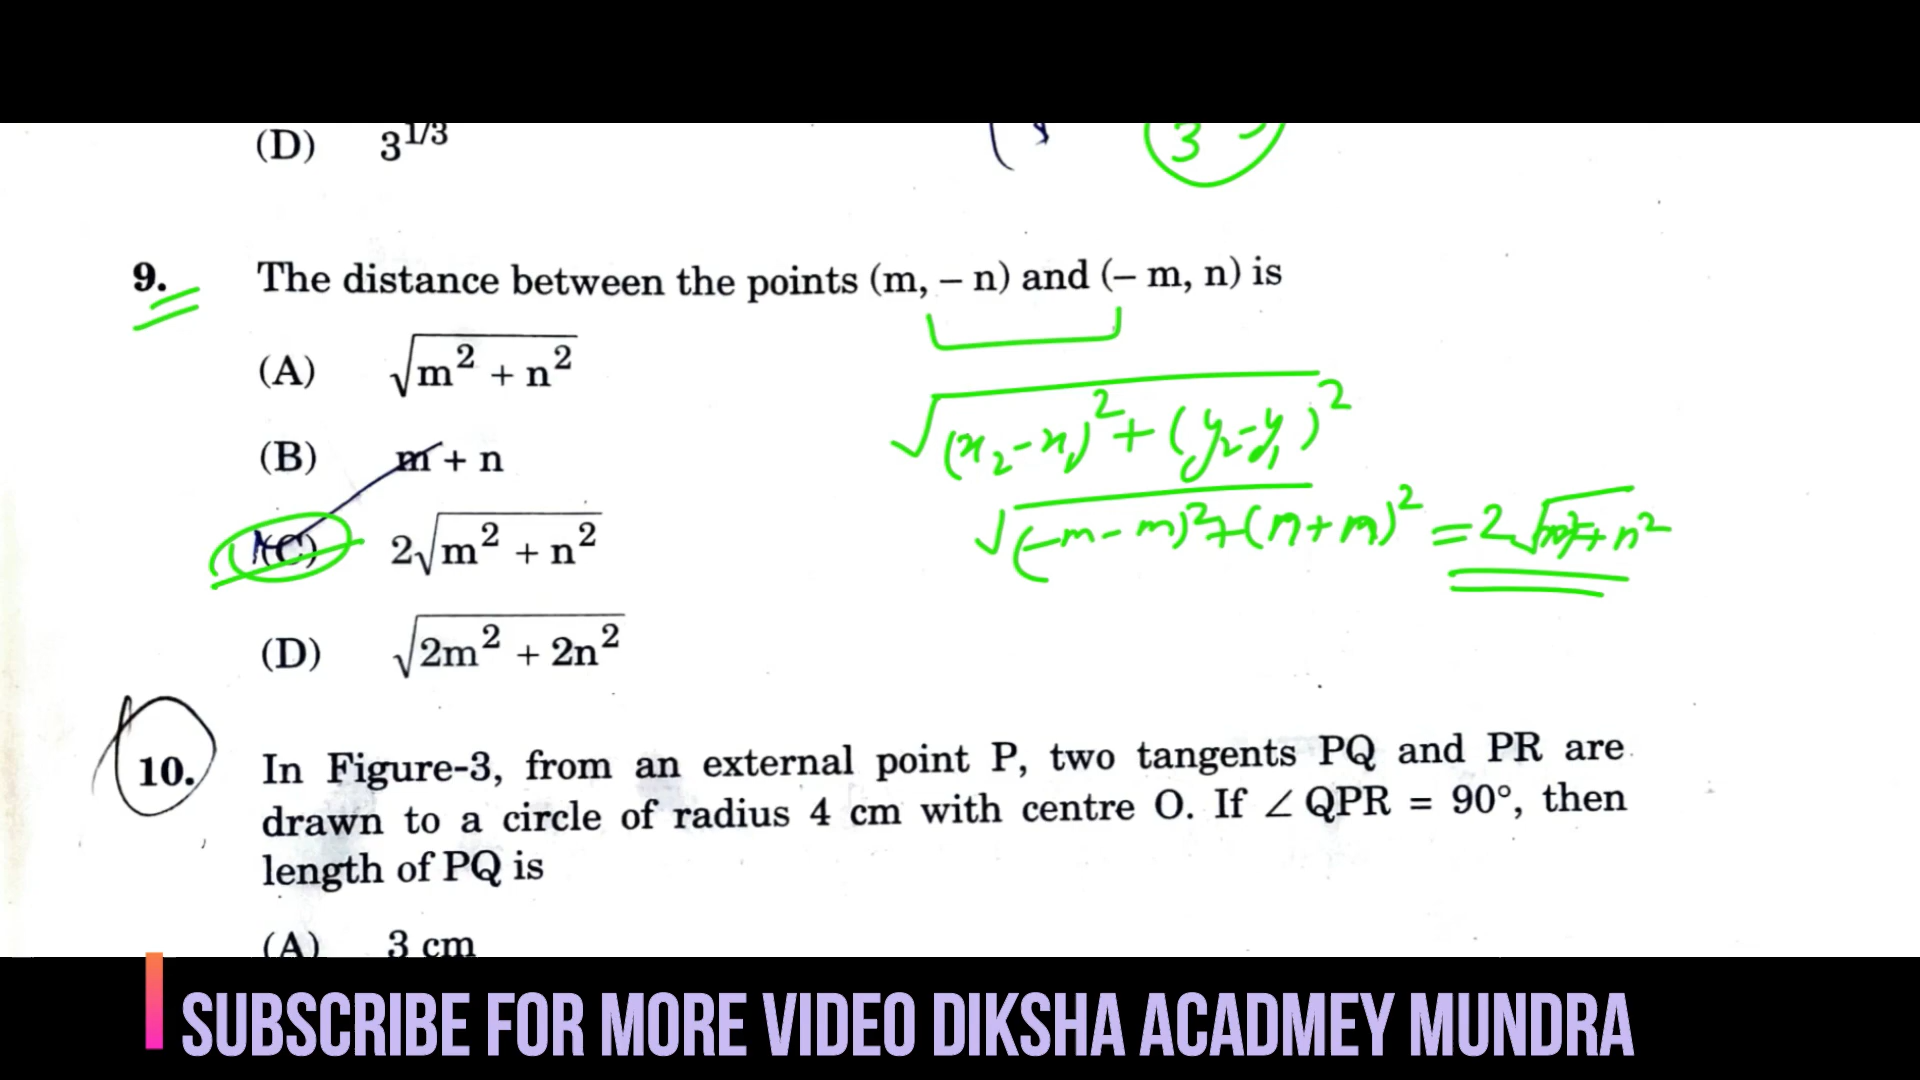 (D) 3^1/3
3
9. The distance between the points (m, – n) and (– m, n) is
(A) √m² + n²
(B) m + n
√(x₂-x₁)² + (y₂-y₁)²
(C) 2√m² + n²
√(-m-m)² + (n+n)² = 2√m² + n²
(D) √2m² + 2n²
10. In Figure-3, from an external point P, two tangents PQ and PR are
drawn to a circle of radius 4 cm with centre O. If ∠ QPR = 90°, then
length of PQ is
(A) 3 cm
SUBSCRIBE FOR MORE VIDEO DIKSHA ACADMEY MUNDRA